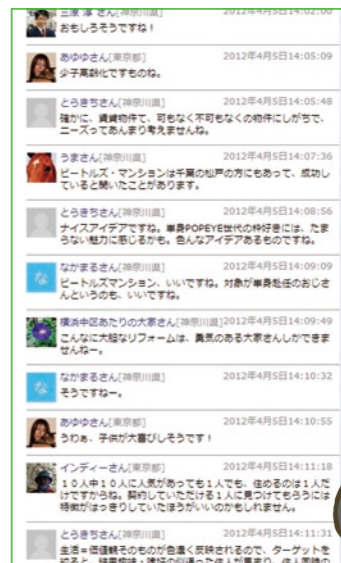 三原 淳 さん[神奈川県] 2012年4月5日14:02:00
おもしろそうですね！
あゆゆさん[東京都] 2012年4月5日14:05:09
少子高齢化ですものね。
とらきちさん[神奈川県] 2012年4月5日14:05:48
確かに、賃貸物件て、可もなく不可もなくの物件にしがちで、
ニーズってあんまり考えませんね。
うまさん[神奈川県] 2012年4月5日14:07:36
ビートルズ・マンションは千葉の松戸の方にもあって、成功し
ていると聞いたことがあります。
とらきちさん[神奈川県] 2012年4月5日14:08:56
ナイスアイデアですね。単身POPEYE世代の粋好きには、たま
らない魅力に感じるかも。色んなアイデアあるものですね。
な
なかまるさん[神奈川県] 2012年4月5日14:09:09
ビートルズマンション、いいですね。対象が単身赴任のおじさ
んというのも、いいですね。
横浜中区あたりの大家さん[神奈川県]2012年4月5日14:09:49
こんなに大胆なリフォームは、勇気のある大家さんしかできま
せんねー。
な
なかまるさん[神奈川県] 2012年4月5日14:10:32
そうですねー。
あゆゆさん[東京都] 2012年4月5日14:10:55
うわぁ、子供が大喜びしそうです！
インディーさん[神奈川県] 2012年4月5日14:11:18
１０人中１０人に人気があっても１人でも、住めるのは１人だ
けですからね。契約していただける１人に見つけてもらうには
特徴がはっきりしていたほうがいいのかもしれません。
とらきちさん[神奈川県] 2012年4月5日14:11:31
生活＝価値観そのものが色濃く反映されるので、ターゲットを